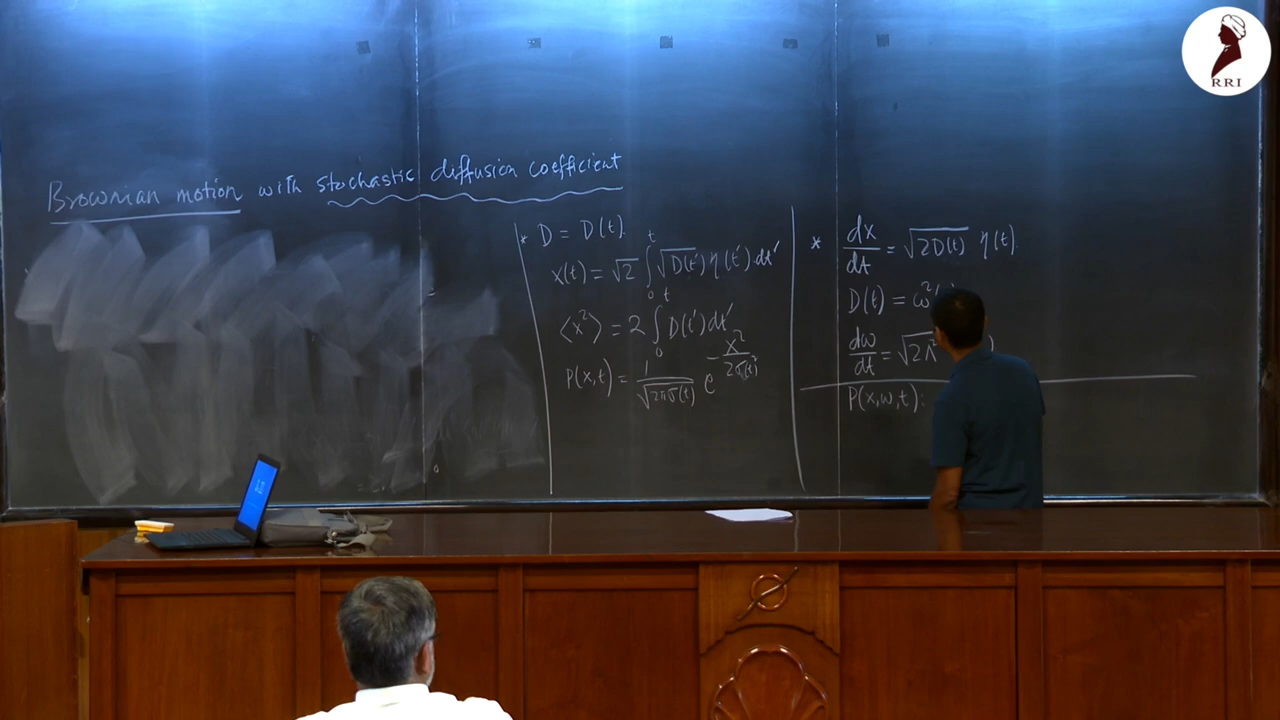 RRI
Brownian motion with stochastic diffusion coefficient
* D = D(t)
x(t) = √2 ∫₀ᵗ √D(t') η(t') dt'
⟨x²⟩ = 2 ∫₀ᵗ D(t') dt'
P(x,t) = 1/√2πσ(t) e^(-x²/2σ(t))
* dx/dt = √2D(t) η(t)
D(t) = ω²(
dω/dt = √2λ
P(x,ω,t):